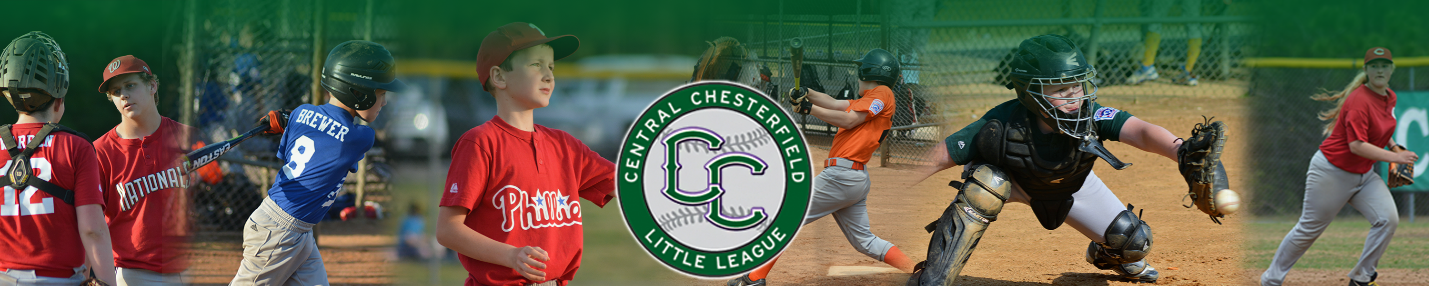 12
NATIONALS
BREWER
8
Phillies
CENTRAL CHESTERFIELD
CC
LITTLE LEAGUE
C